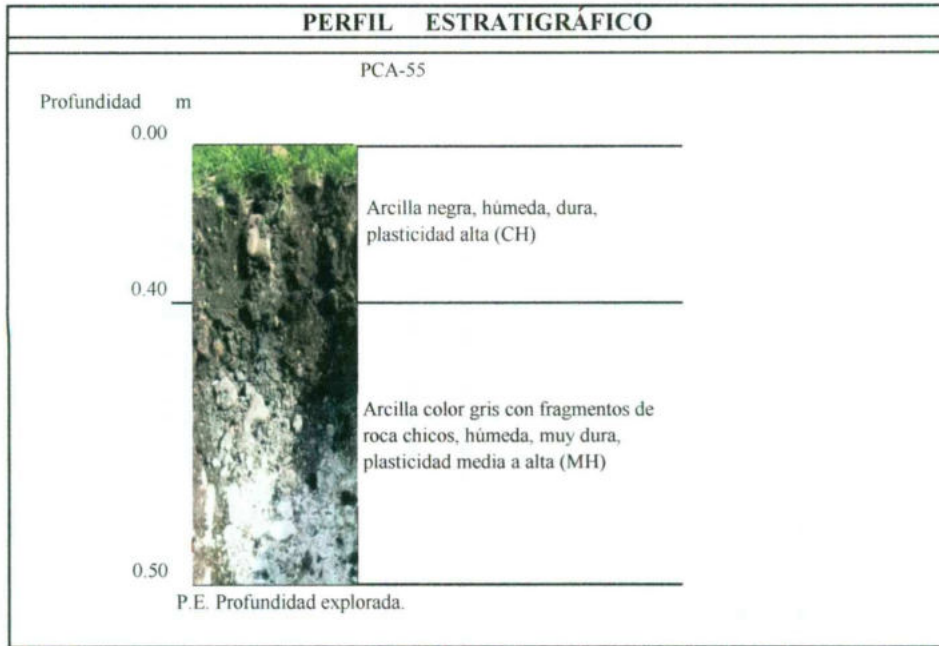 PERFIL ESTRATIGRÁFICO
PCA-55
Profundidad m
0.00
Arcilla negra, húmeda, dura,
plasticidad alta (CH)
0.40
Arcilla color gris con fragmentos de
roca chicos, húmeda, muy dura,
plasticidad media a alta (MH)
0.50
P.E. Profundidad explorada.